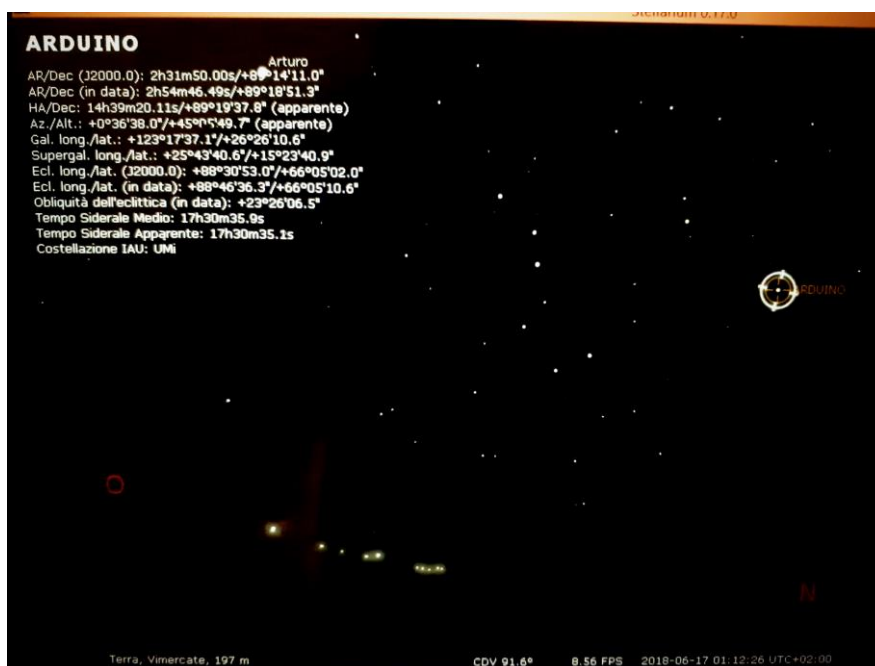 Stellarium 0.17.0
ARDUINO
Arturo
AR/Dec (J2000.0): 2h31m50.00s/+89°14'11.0"
AR/Dec (in data): 2h54m46.49s/+89°18'51.3"
HA/Dec: 14h39m20.11s/+89°19'37.8" (apparente)
Az./Alt.: +0°36'38.0"/+45°05'49.7" (apparente)
Gal. long./lat.: +123°17'37.1"/+26°26'10.6"
Supergal. long./lat.: +25°43'40.6"/+15°23'40.9"
Ecl. long./lat. (J2000.0): +88°30'53.0"/+66°05'02.0"
Ecl. long./lat. (in data): +88°46'36.3"/+66°05'10.6"
Obliquità dell'eclittica (in data): +23°26'06.5"
Tempo Siderale Medio: 17h30m35.9s
Tempo Siderale Apparente: 17h30m35.1s
Costellazione IAU: UMi
ARDUINO
O
N
Terra, Vimercate, 197 m CDV 91.6° 8.56 FPS 2018-06-17 01:12:26 UTC+02:00